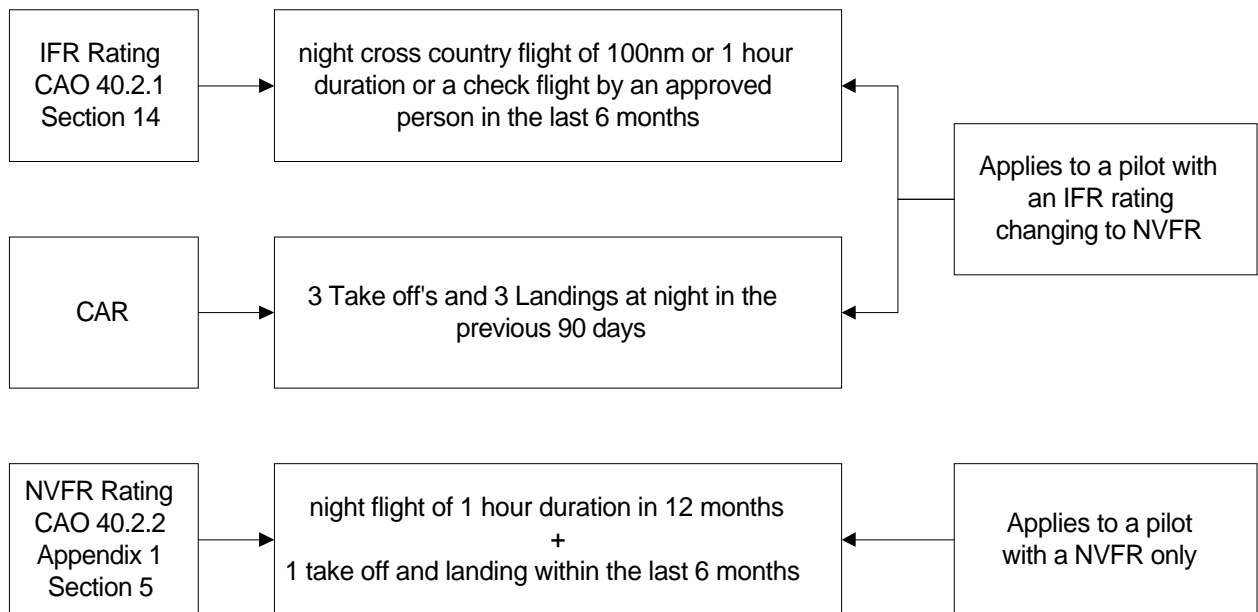 IFR Rating
CAO 40.2.1
Section 14
night cross country flight of 100nm or 1 hour
duration or a check flight by an approved
person in the last 6 months
Applies to a pilot with
an IFR rating
changing to NVFR
CAR
3 Take off's and 3 Landings at night in the
previous 90 days
NVFR Rating
CAO 40.2.2
Appendix 1
Section 5
night flight of 1 hour duration in 12 months
+
1 take off and landing within the last 6 months
Applies to a pilot
with a NVFR only